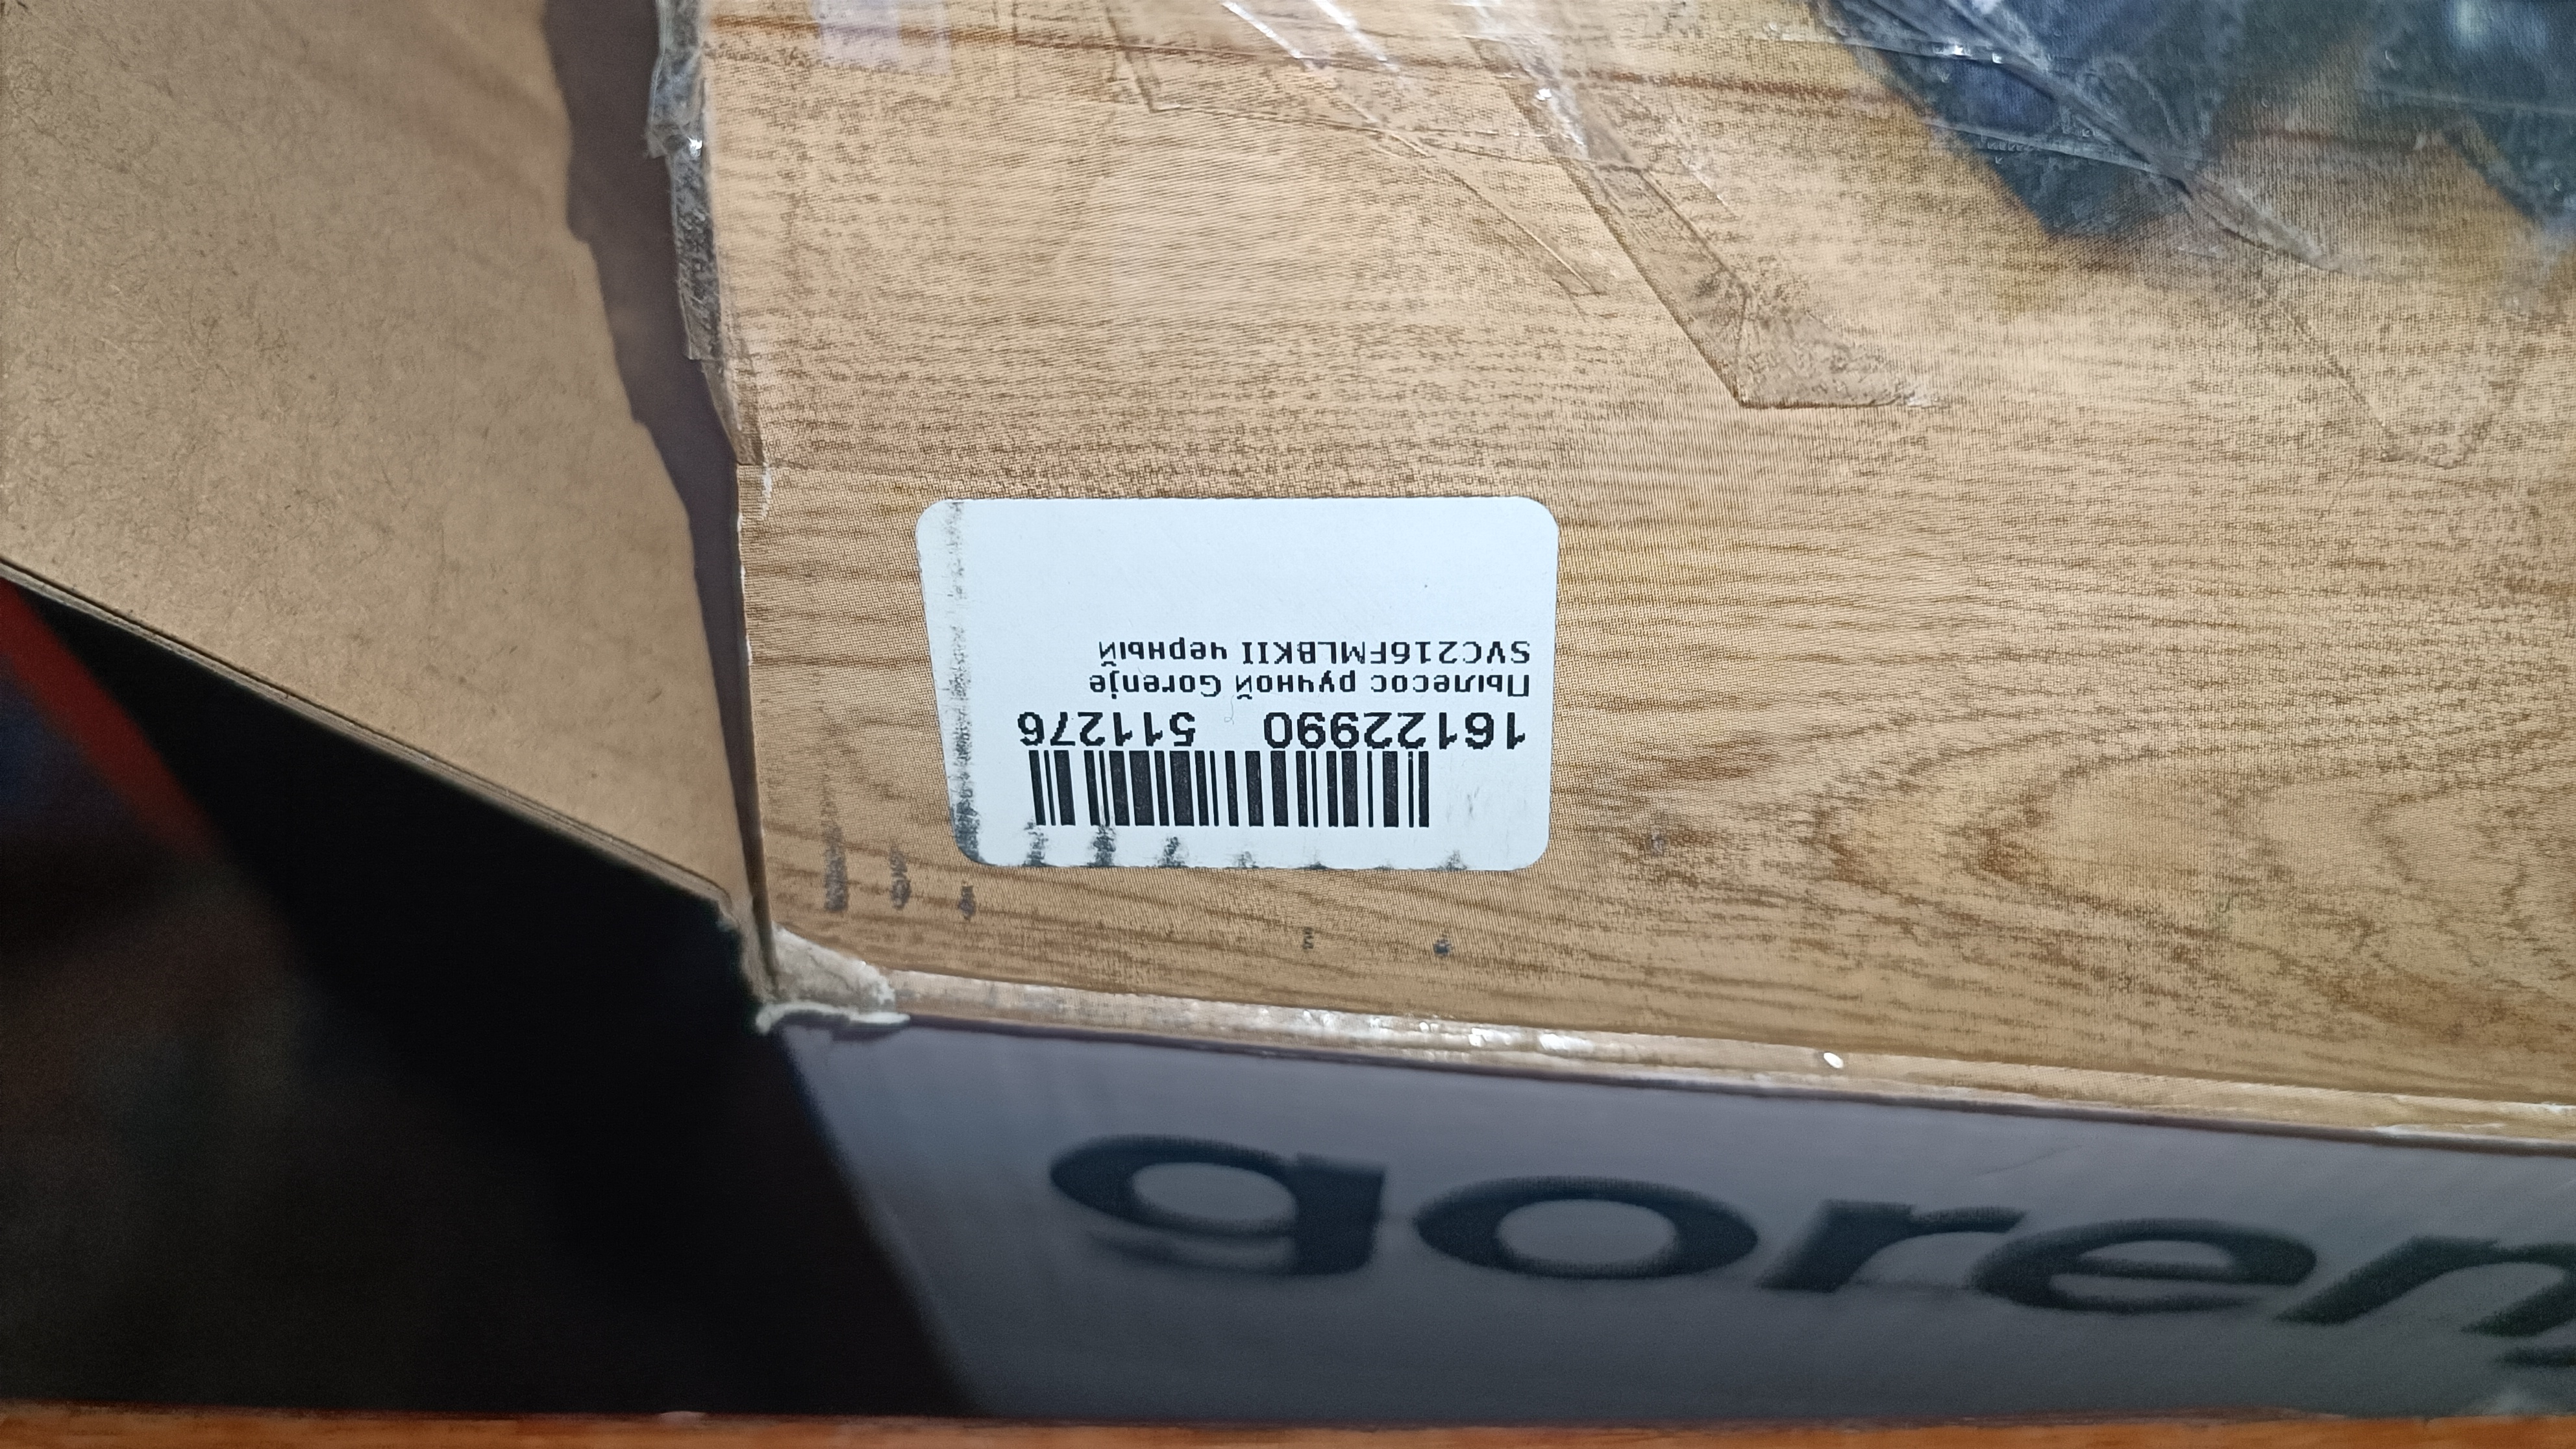 16122990 511276
Пылесос ручной Gorenje
SVC216FMLBKII черный
goren